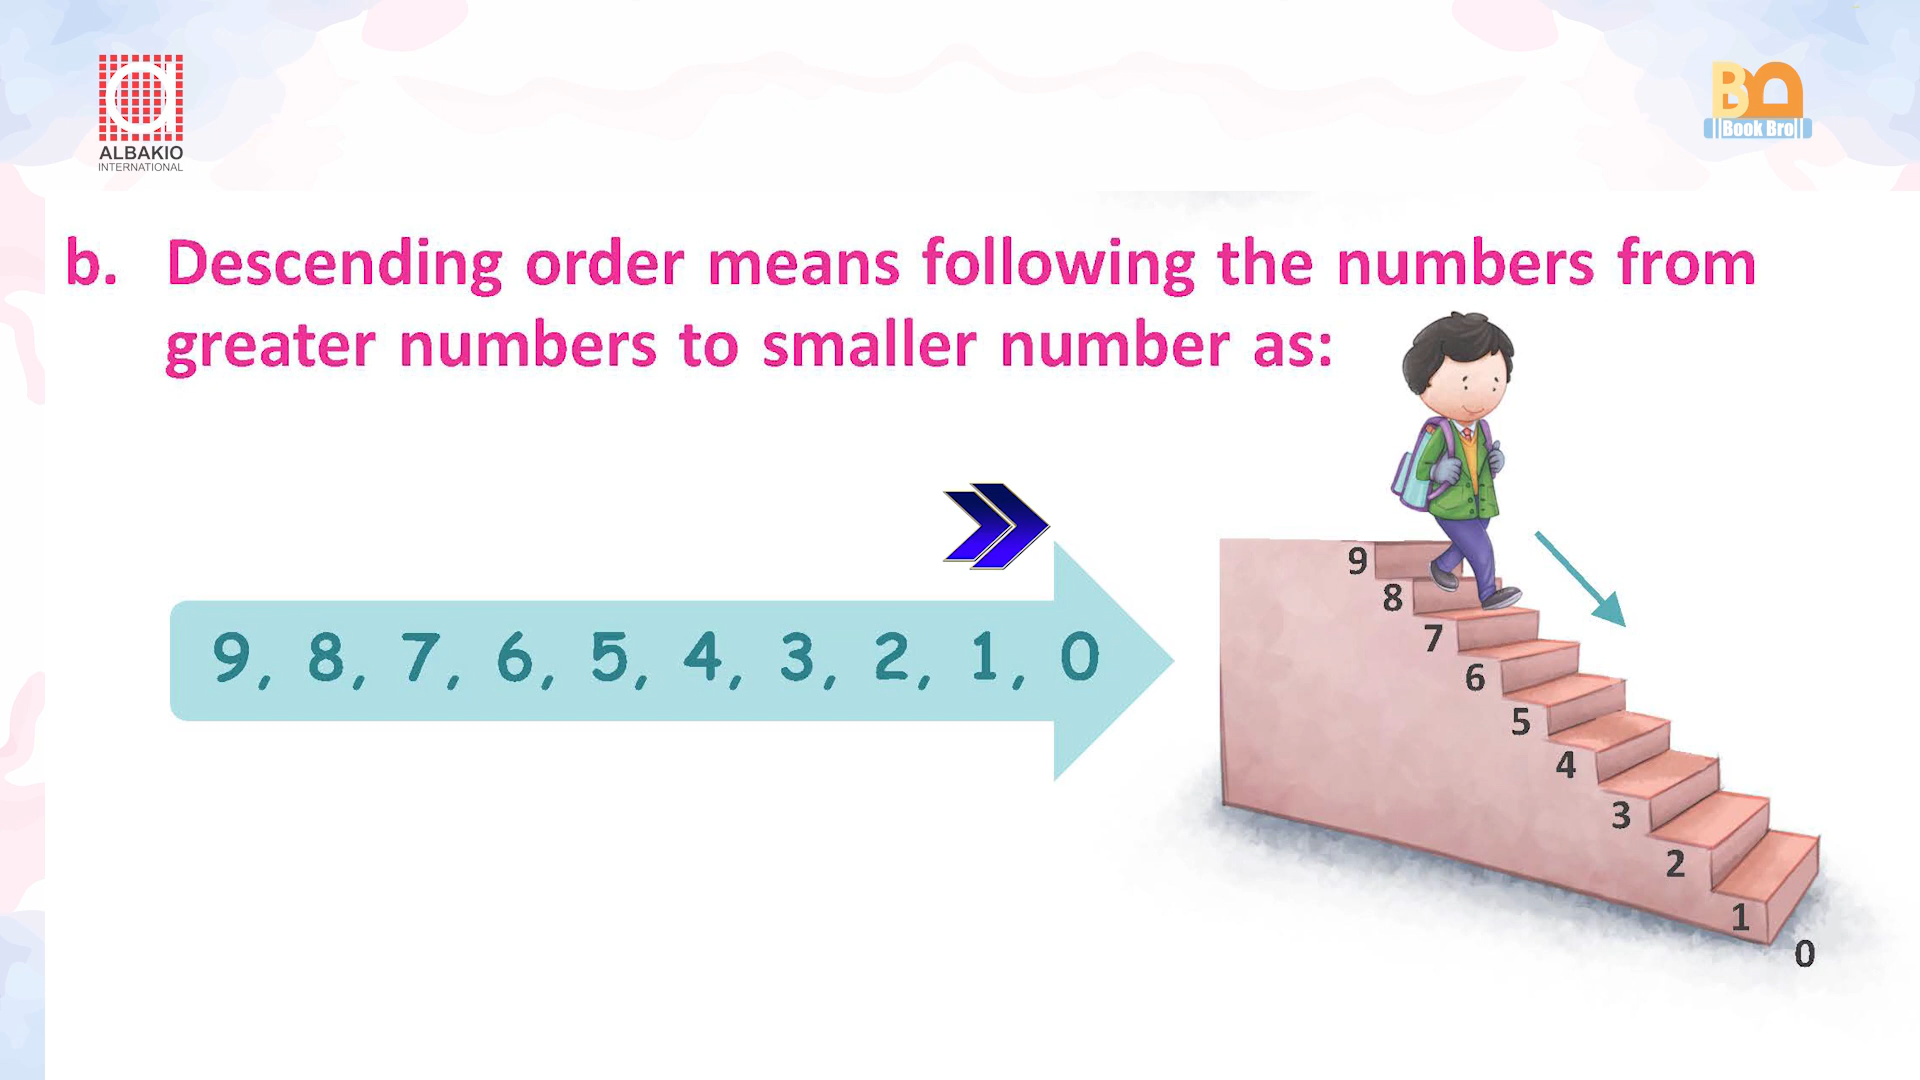 ALBAKIO
INTERNATIONAL
BQ
Book Bro
b. Descending order means following the numbers from
greater numbers to smaller number as:
9, 8, 7, 6, 5, 4, 3, 2, 1, 0
9
8
7
6
5
4
3
2
1
0